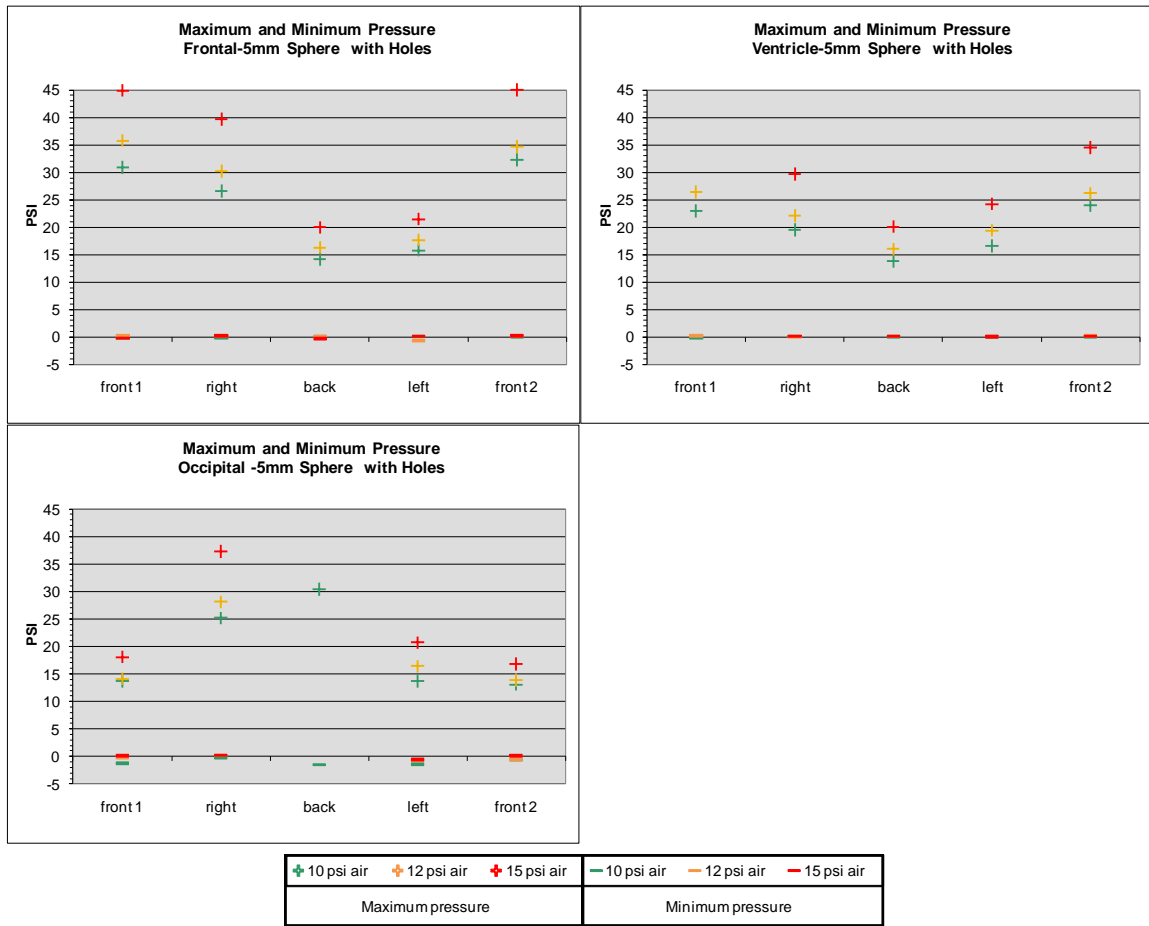 Maximum and Minimum Pressure
Frontal-5mm Sphere with Holes
PSI
45
40
35
30
25
20
15
10
5
0
-5
front 1 right back left front 2
Maximum and Minimum Pressure
Ventricle-5mm Sphere with Holes
PSI
45
40
35
30
25
20
15
10
5
0
-5
front 1 right back left front 2
Maximum and Minimum Pressure
Occipital -5mm Sphere with Holes
PSI
45
40
35
30
25
20
15
10
5
0
-5
front 1 right back left front 2
10 psi air 12 psi air 15 psi air 10 psi air 12 psi air 15 psi air
Maximum pressure Minimum pressure